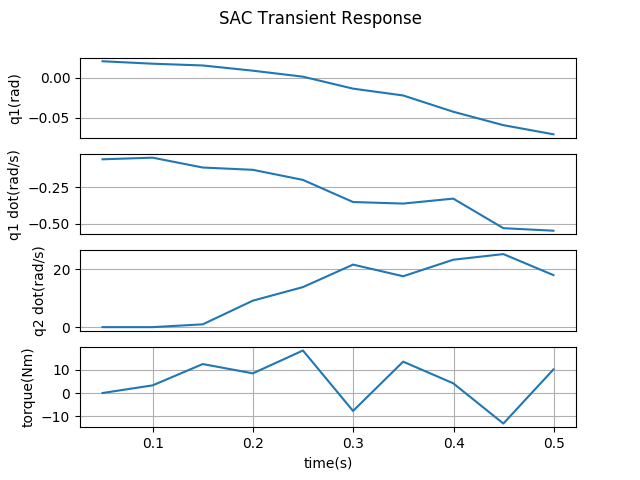 SAC Transient Response
q1(rad)
0.00
−0.05
q1 dot(rad/s)
−0.25
−0.50
q2 dot(rad/s)
20
0
torque(Nm)
10
0
−10
0.1 0.2 0.3 0.4 0.5
time(s)